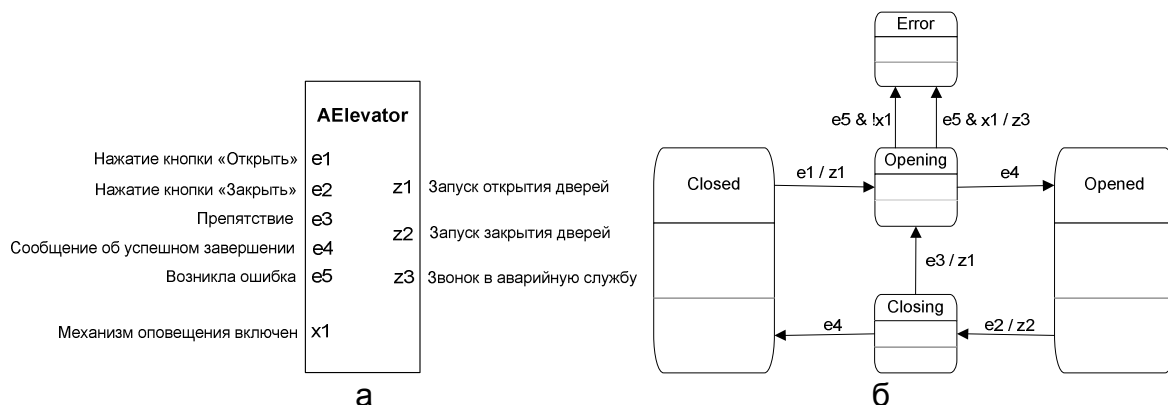 AElevator
Нажатие кнопки «Открыть» e1
Нажатие кнопки «Закрыть» e2
Препятствие e3
Сообщение об успешном завершении e4
Возникла ошибка e5
Механизм оповещения включен x1
z1 Запуск открытия дверей
z2 Запуск закрытия дверей
z3 Звонок в аварийную службу
а
Error
e5 & !x1
e5 & x1 / z3
Closed
e1 / z1
Opening
e4
Opened
e3 / z1
Closing
e4
e2 / z2
б